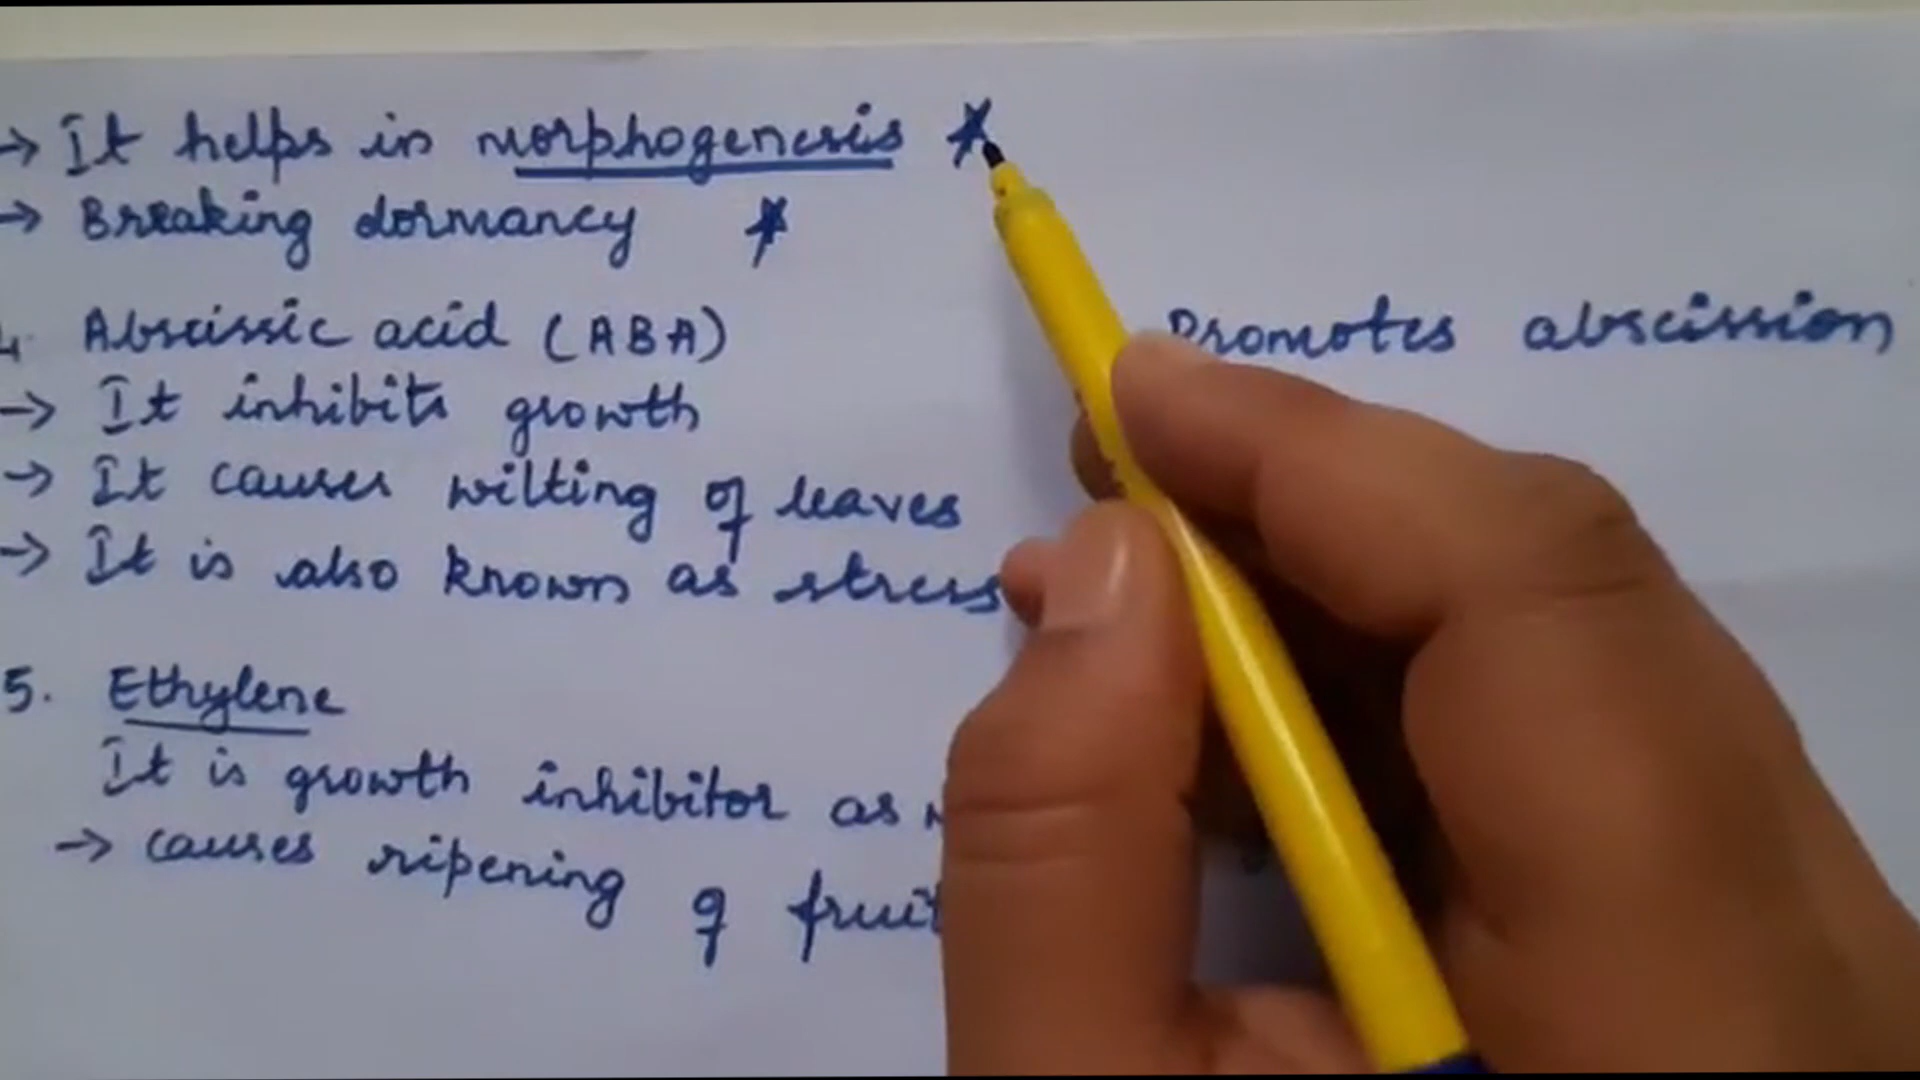 → It helps in morphogenesis *
→ Breaking dormancy *
4. Abscissic acid (ABA) Promotes abscission
→ It inhibits growth
→ It causes wilting of leaves
→ It is also known as stress
5. Ethylene
It is growth inhibitor as
→ causes ripening of fruit